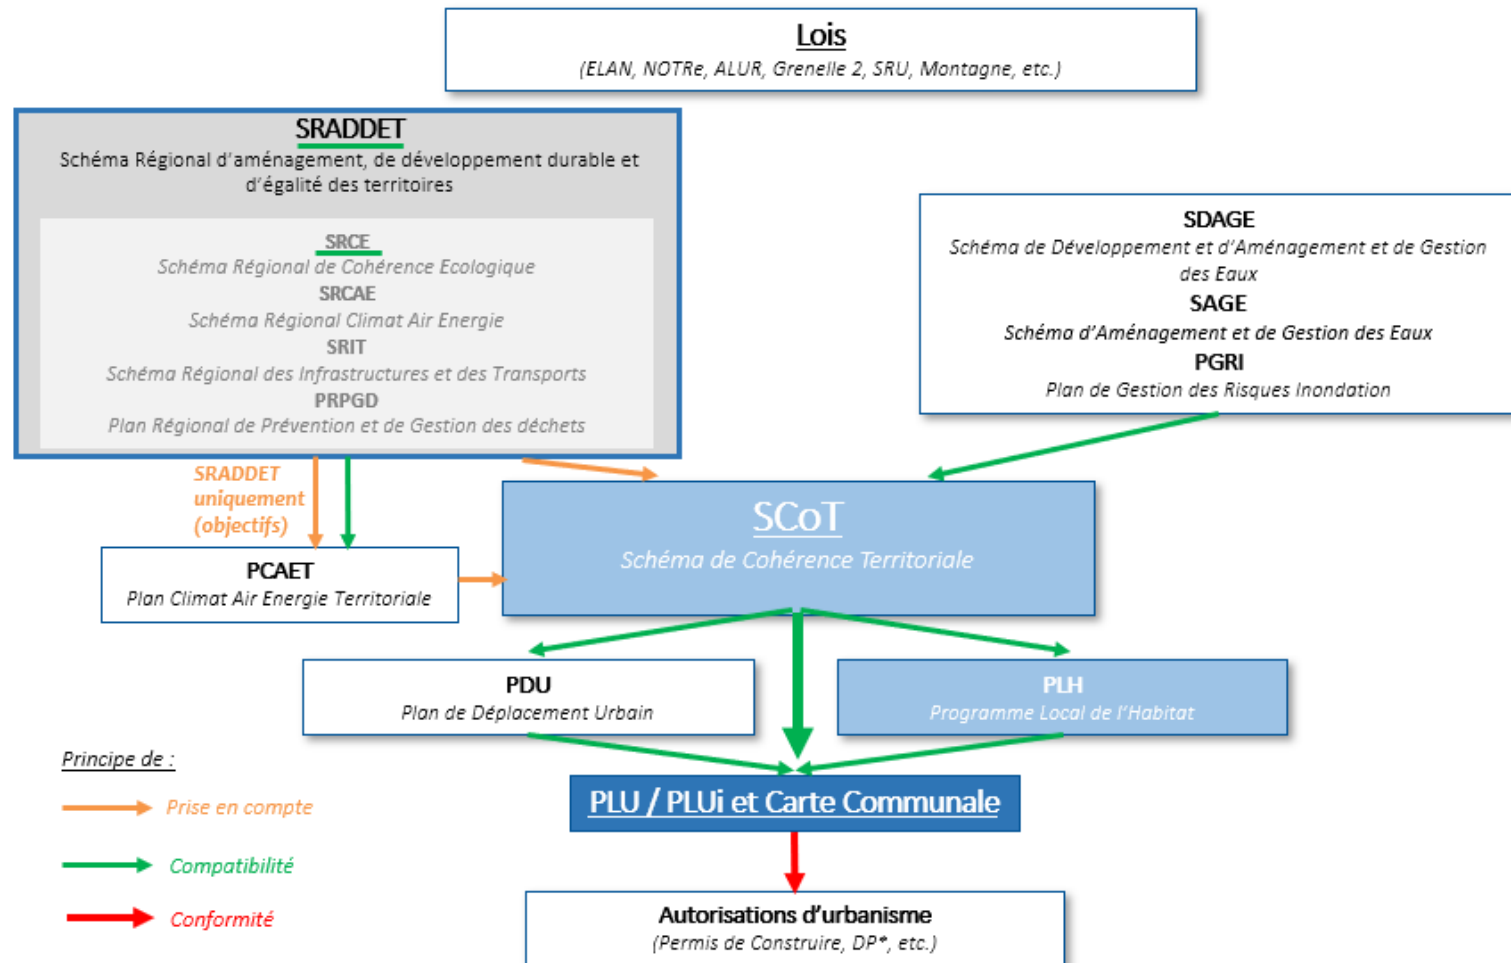 Lois
(ELAN, NOTRe, ALUR, Grenelle 2, SRU, Montagne, etc.)
SRADDET
Schéma Régional d'aménagement, de développement durable et
d'égalité des territoires
SRCE
Schéma Régional de Cohérence Ecologique
SRCAE
Schéma Régional Climat Air Energie
SRIT
Schéma Régional des Infrastructures et des Transports
PRPGD
Plan Régional de Prévention et de Gestion des déchets
SDAGE
Schéma de Développement et d'Aménagement et de Gestion
des Eaux
SAGE
Schéma d'Aménagement et de Gestion des Eaux
PGRI
Plan de Gestion des Risques Inondation
SRADDET
uniquement
(objectifs)
SCoT
Schéma de Cohérence Territoriale
PCAET
Plan Climat Air Energie Territoriale
PDU
Plan de Déplacement Urbain
PLH
Programme Local de l'Habitat
Principe de :
Prise en compte
Compatibilité
Conformité
PLU / PLUi et Carte Communale
Autorisations d'urbanisme
(Permis de Construire, DP*, etc.)